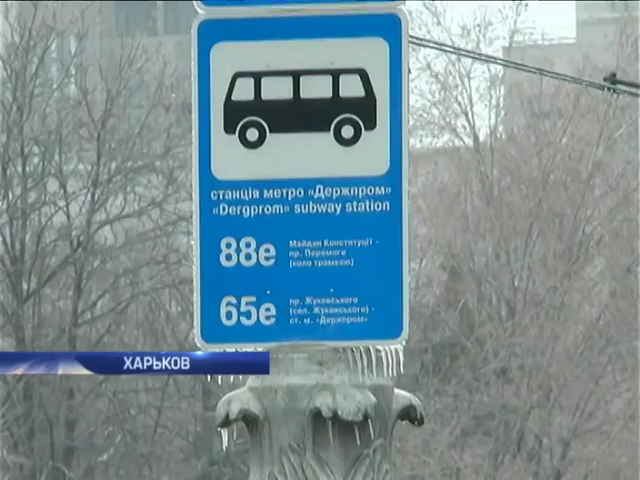 станція метро «Держпром»
«Dergprom» subway station
88е
Майдан Конституції -
пр. Перемоги
(коло трамваю)
65е
пр. Жуковського
(сел. Жуковського) -
ст. м. «Держпром»
ХАРЬКОВ